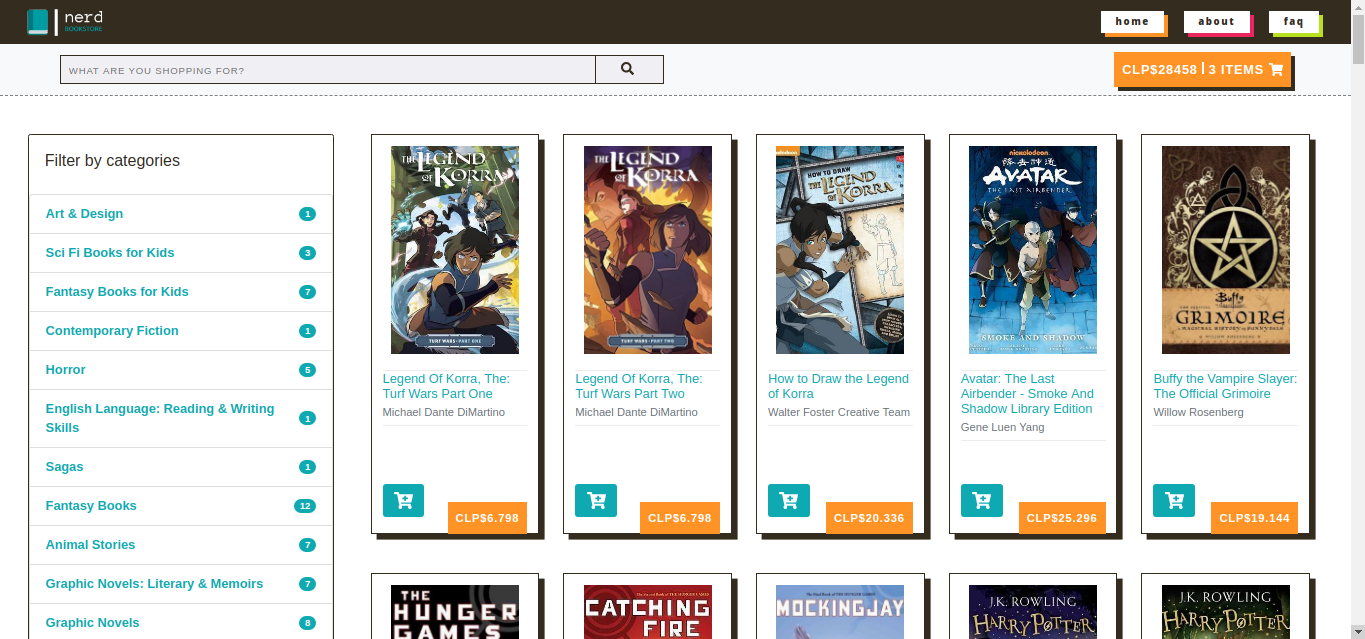 nerd
BOOKSTORE
home
about
faq
WHAT ARE YOU SHOPPING FOR?
CLP$28458 | 3 ITEMS
Filter by categories
Art & Design 1
Sci Fi Books for Kids 3
Fantasy Books for Kids 7
Contemporary Fiction 1
Horror 5
English Language: Reading & Writing
Skills 1
Sagas 1
Fantasy Books 12
Animal Stories 7
Graphic Novels: Literary & Memoirs 7
Graphic Novels 8
THE LEGEND
OF KORRA
TURF WARS · PART ONE
Legend Of Korra, The:
Turf Wars Part One
Michael Dante DiMartino
CLP$6.798
THE LEGEND
OF KORRA
TURF WARS · PART TWO
Legend Of Korra, The:
Turf Wars Part Two
Michael Dante DiMartino
CLP$6.798
HOW TO DRAW
THE LEGEND
OF KORRA
How to Draw the Legend
of Korra
Walter Foster Creative Team
CLP$20.336
nickelodeon
降去神通
AVATAR
THE LAST AIRBENDER
SMOKE AND SHADOW
Avatar: The Last
Airbender - Smoke And
Shadow Library Edition
Gene Luen Yang
CLP$25.296
Buffy
GRIMOIRE
Buffy the Vampire Slayer:
The Official Grimoire
Willow Rosenberg
CLP$19.144
THE
HUNGER
GAMES
CATCHING
FIRE
MOCKINGJAY
J.K. ROWLING
HARRY POTTER
J.K. ROWLING
HARRY POTTER